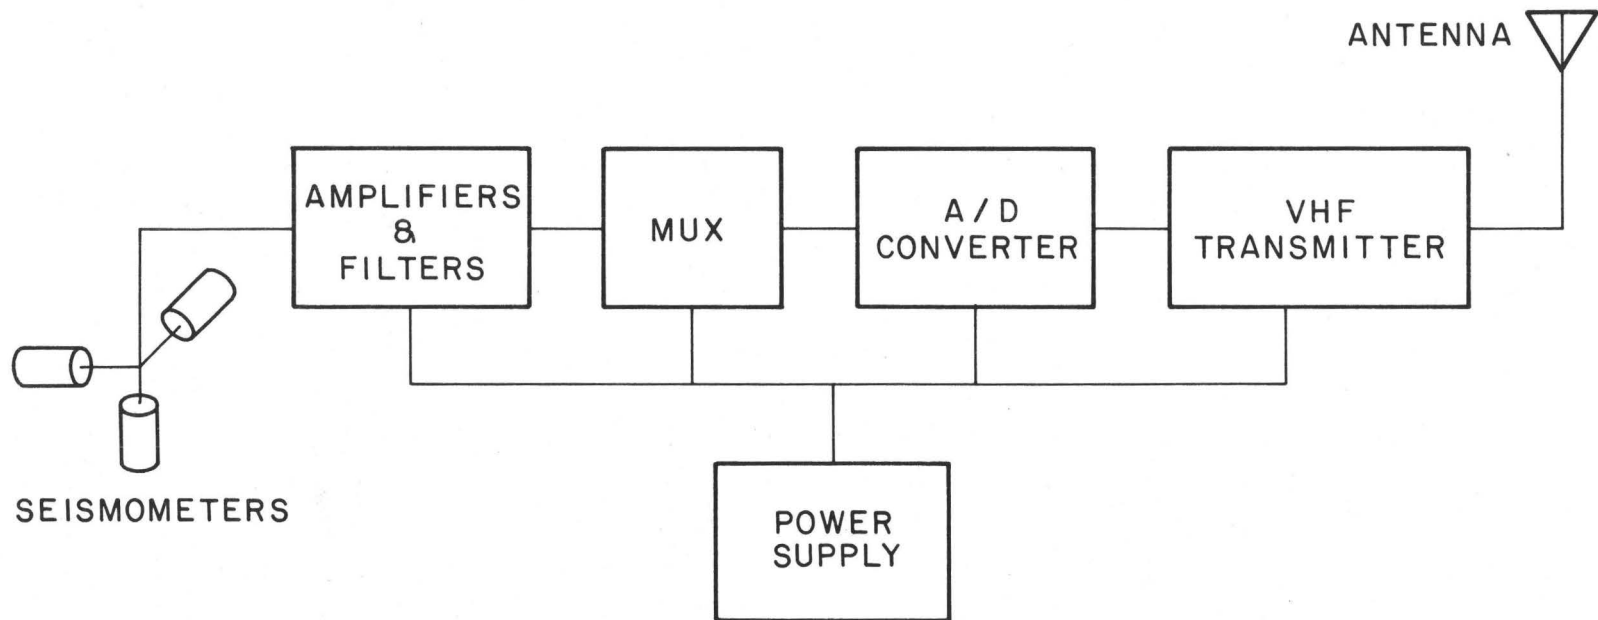 ANTENNA
AMPLIFIERS
&
FILTERS
MUX
A/D
CONVERTER
VHF
TRANSMITTER
SEISMOMETERS
POWER
SUPPLY